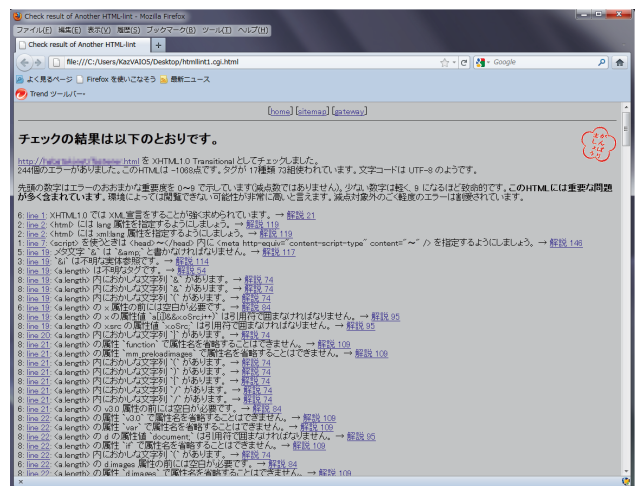 Check result of Another HTML-lint - Mozilla Firefox
ファイル(F) 編集(E) 表示(V) 履歴(S) ブックマーク(B) ツール(T) ヘルプ(H)
Check result of Another HTML-lint
file:///C:/Users/KazVAIO5/Desktop/htmllint1.cgi.html
Google
よく見るページ Firefox を使いこなそう 最新ニュース
Trend ツールバー
[home] [sitemap] [gateway]
チェックの結果は以下のとおりです。
http:// .html を XHTML1.0 Transitional としてチェックしました。
244個のエラーがありました。このHTMLは -1068点です。タグが 17種類 73組使われています。文字コードは UTF-8 のようです。
先頭の数字はエラーのおおまかな重要度を 0〜9 で示しています(減点数ではありません)。少ない数字は軽く、9 になるほど致命的です。このHTMLには重要な問題
が多く含まれています。環境によっては閲覧できない可能性が非常に高いと言えます。減点対象外のごく軽度のエラーは割愛されています。
6: line 1: XHTML1.0 では XML宣言をすることが強く求められています。 → 解説 21
2: line 2: <html> には lang 属性を指定するようにしましょう。 → 解説 119
2: line 2: <html> には xml:lang 属性を指定するようにしましょう。 → 解説 119
1: line 7: <script> を使うときは <head>〜</head> 内に <meta http-equiv="content-script-type" content="〜" /> を指定するようにしましょう。 → 解説 146
5: line 19: メタ文字 `&` は `&amp;` と書かなければなりません。 → 解説 117
8: line 19: `&i` は不明な実体参照です。 → 解説 114
8: line 19: <a.length> は不明なタグです。 → 解説 54
8: line 19: <a.length> 内におかしな文字列 `&` があります。 → 解説 74
8: line 19: <a.length> 内におかしな文字列 `&` があります。 → 解説 74
8: line 19: <a.length> 内におかしな文字列 `(` があります。 → 解説 74
6: line 19: <a.length> の x 属性の前には空白が必要です。 → 解説 84
8: line 19: <a.length> の x の属性値 `a[i]&&x.oSrc;i++)` は引用符で囲まなければなりません。 → 解説 95
8: line 19: <a.length> の x.src の属性値 `x.oSrc;` は引用符で囲まなければなりません。 → 解説 95
8: line 20: <a.length> 内におかしな文字列 `}` があります。 → 解説 74
8: line 21: <a.length> の属性 `function` で属性名を省略することはできません。 → 解説 109
8: line 21: <a.length> の属性 `mm_preloadimages` で属性名を省略することはできません。 → 解説 109
8: line 21: <a.length> 内におかしな文字列 `(` があります。 → 解説 74
8: line 21: <a.length> 内におかしな文字列 `)` があります。 → 解説 74
8: line 21: <a.length> 内におかしな文字列 `{` があります。 → 解説 74
8: line 21: <a.length> 内におかしな文字列 `/` があります。 → 解説 74
8: line 21: <a.length> 内におかしな文字列 `/` があります。 → 解説 74
6: line 21: <a.length> の v3.0 属性の前には空白が必要です。 → 解説 84
8: line 22: <a.length> の属性 `v3.0` で属性名を省略することはできません。 → 解説 109
8: line 22: <a.length> の属性 `var` で属性名を省略することはできません。 → 解説 109
8: line 22: <a.length> の d の属性値 `document;` は引用符で囲まなければなりません。 → 解説 95
8: line 22: <a.length> の属性 `if` で属性名を省略することはできません。 → 解説 109
8: line 22: <a.length> 内におかしな文字列 `(` があります。 → 解説 74
6: line 22: <a.length> の d.images 属性の前には空白が必要です。 → 解説 84
8: line 22: <a.length> の属性 `d.images` で属性名を省略することはできません。 → 解説 109